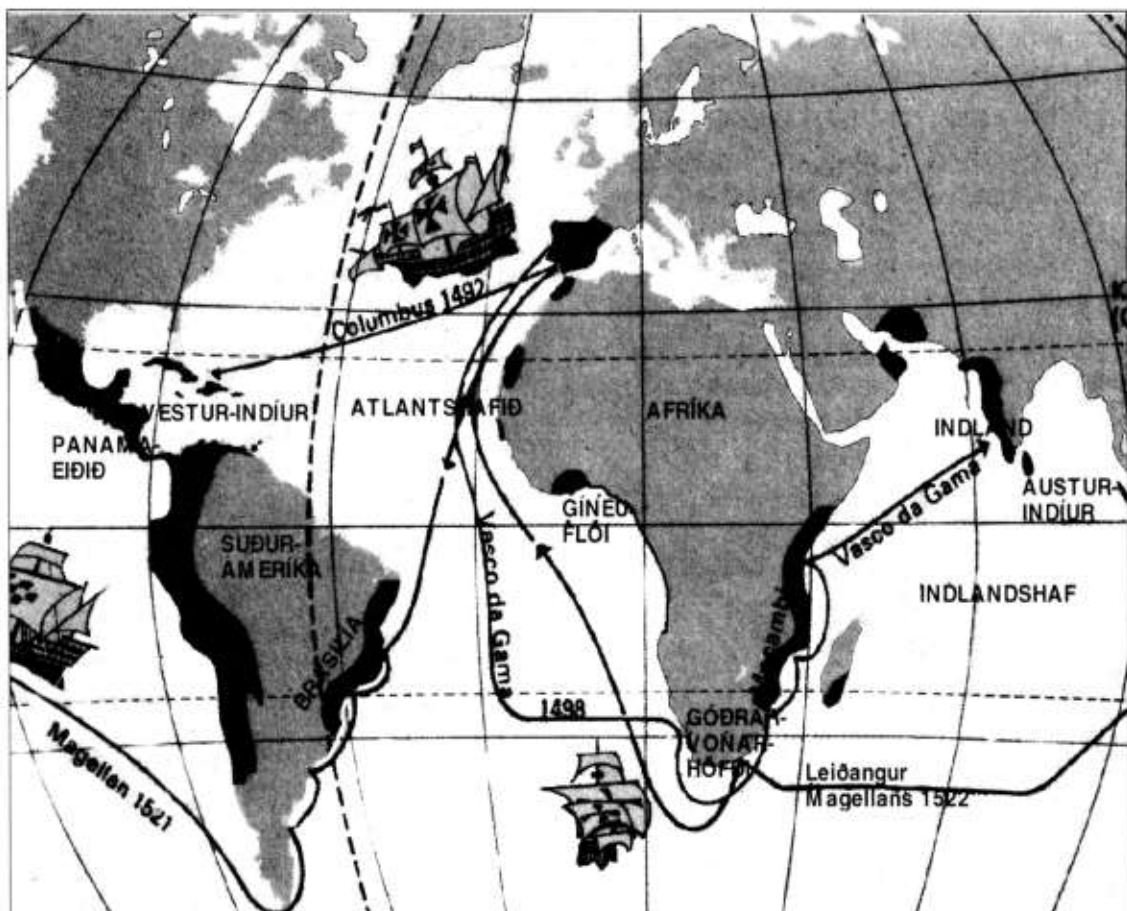 Columbus 1492
VESTUR-INDÍUR
ATLANTSHAFIÐ
AFRÍKA
INDLAND
PANAMA-
EIÐIÐ
GÍNEU-
FLÓI
AUSTUR-
INDÍUR
Vasco da Gama
Vasco da Gama
SUÐUR-
AMERÍKA
INDLANDSHAF
BRASILÍA
Mósambík
1498
GÓÐRAR-
VONAR-
HÖFÐI
Magellan 1521
Leiðangur
Magellans 1522